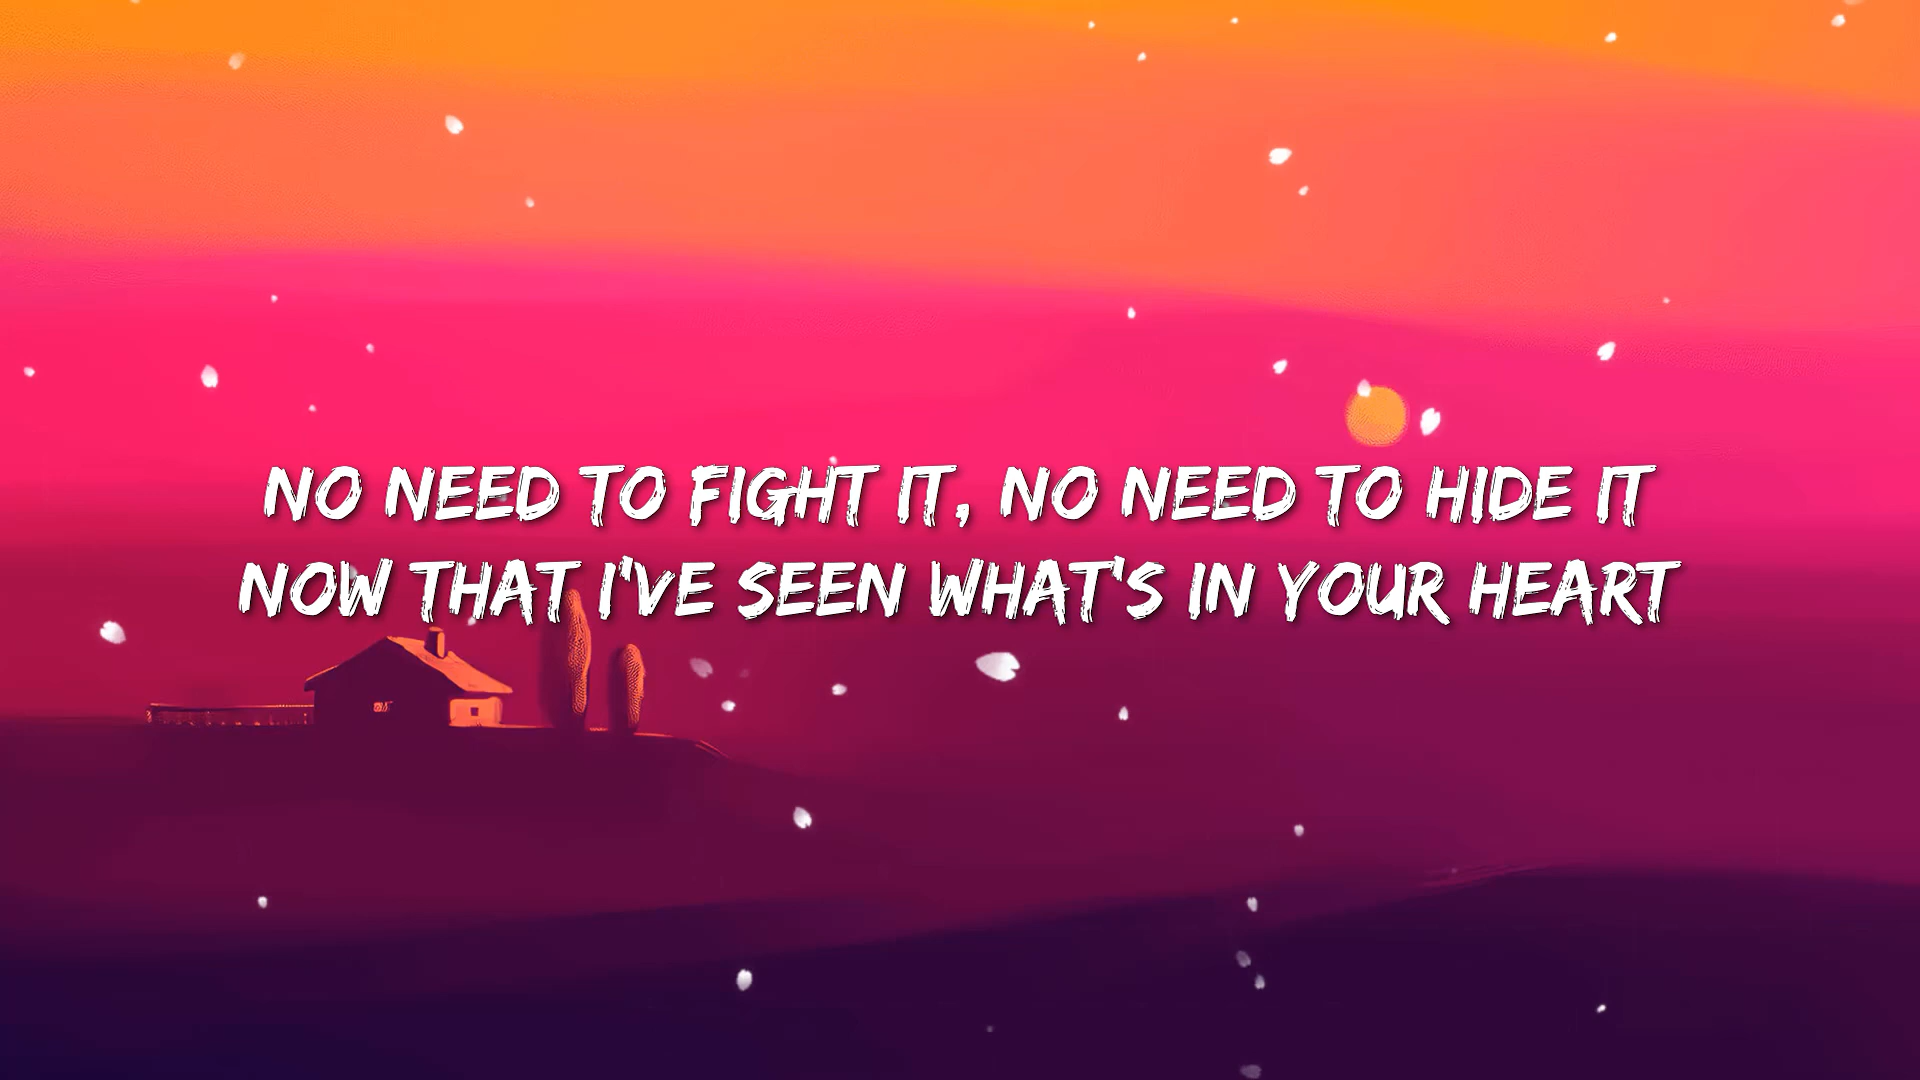 NO NEED TO FIGHT IT, NO NEED TO HIDE IT
NOW THAT I'VE SEEN WHAT'S IN YOUR HEART